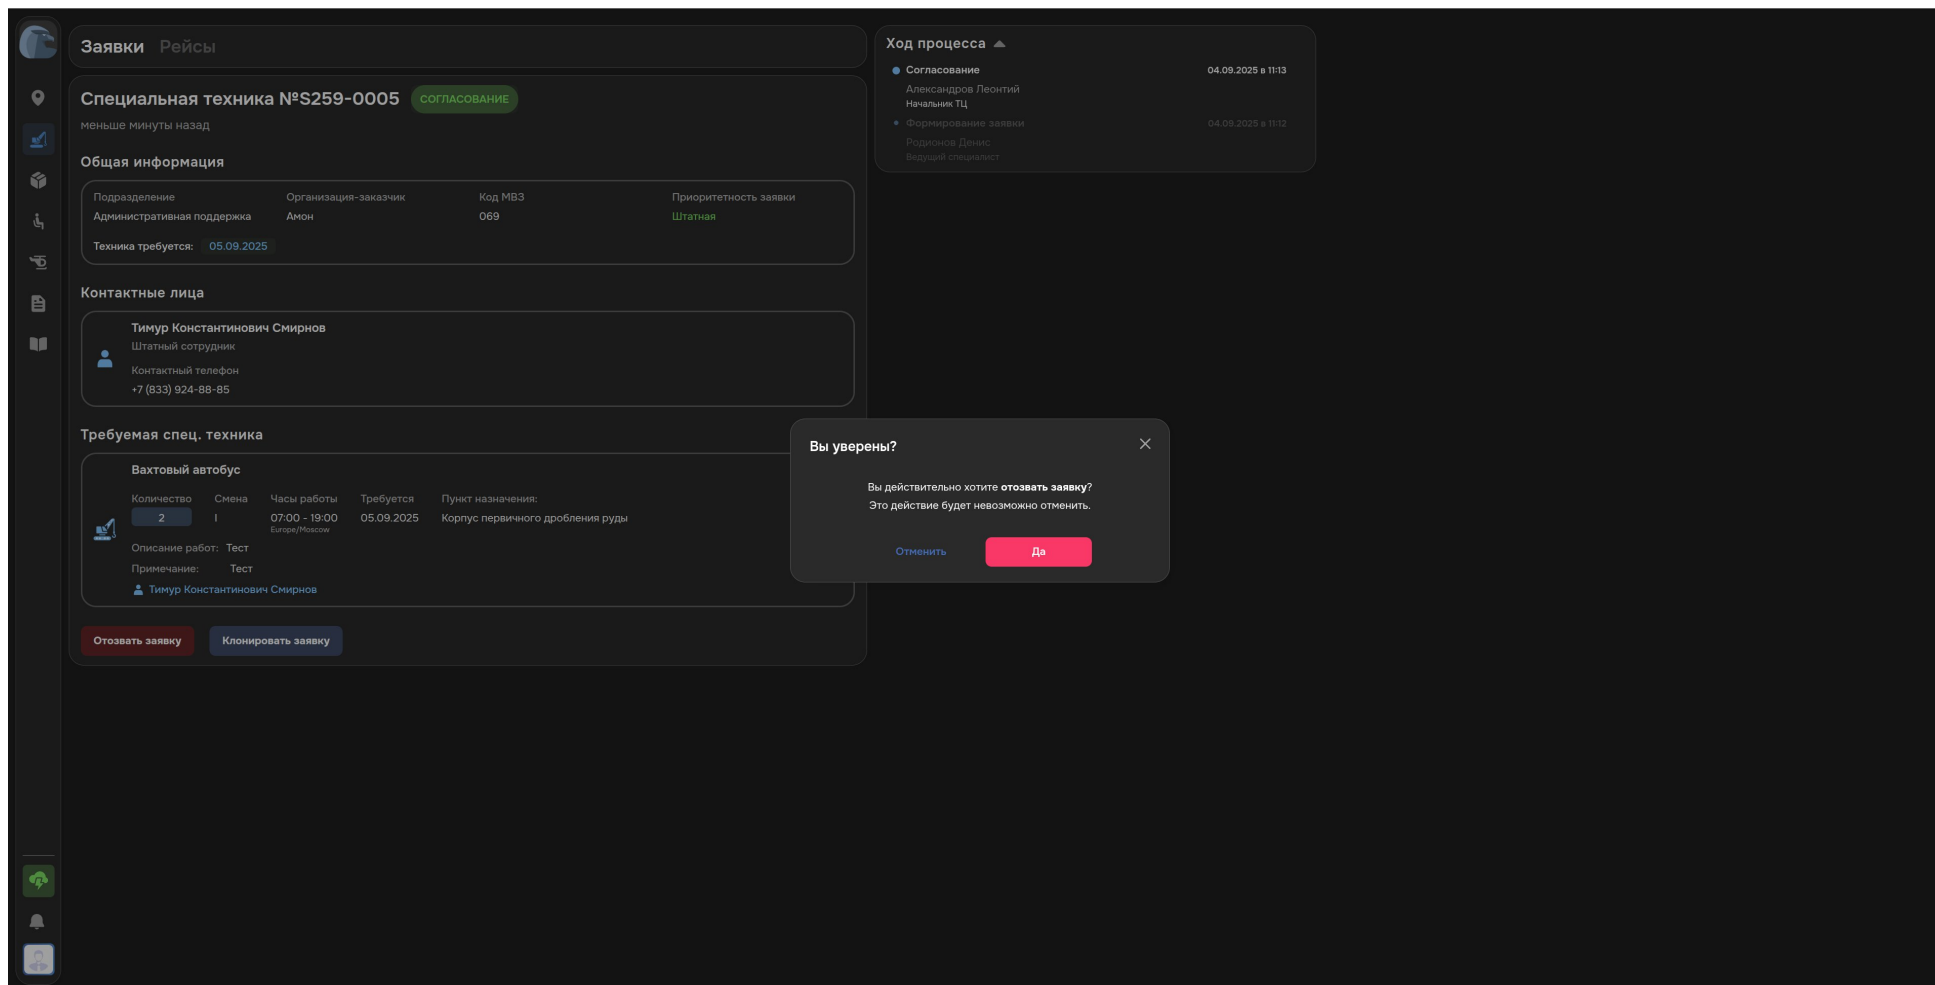 Заявки Рейсы
Специальная техника №S259-0005 СОГЛАСОВАНИЕ
меньше минуты назад
Общая информация
Подразделение Организация-заказчик Код МВЗ Приоритетность заявки
Административная поддержка Амон 069 Штатная
Техника требуется: 05.09.2025
Контактные лица
Тимур Константинович Смирнов
Штатный сотрудник
Контактный телефон
+7 (833) 924-88-85
Требуемая спец. техника
Вахтовый автобус
Количество Смена Часы работы Требуется Пункт назначения:
2 I 07:00 - 19:00 05.09.2025 Корпус первичного дробления руды
Europe/Moscow
Описание работ: Тест
Примечание: Тест
Тимур Константинович Смирнов
Отозвать заявку Клонировать заявку
Ход процесса
Согласование 04.09.2025 в 11:13
Александров Леонтий
Начальник ТЦ
Формирование заявки 04.09.2025 в 11:12
Родионов Денис
Ведущий специалист
Вы уверены?
Вы действительно хотите отозвать заявку?
Это действие будет невозможно отменить.
Отменить Да